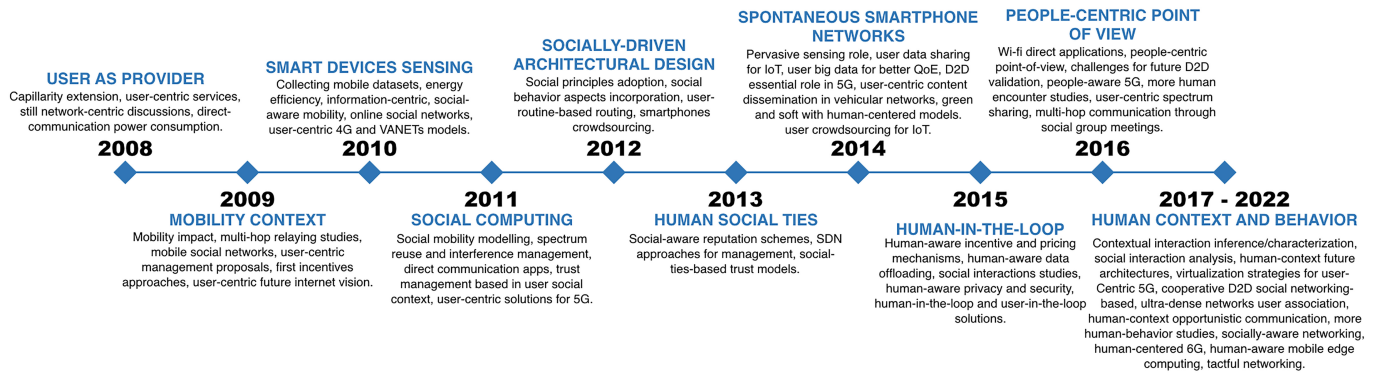 USER AS PROVIDER
Capillarity extension, user-centric services,
still network-centric discussions, direct-
communication power consumption.
2008
2009
MOBILITY CONTEXT
Mobility impact, multi-hop relaying studies,
mobile social networks, user-centric
management proposals, first incentives
approaches, user-centric future internet vision.
SMART DEVICES SENSING
Collecting mobile datasets, energy
efficiency, information-centric, social-
aware mobility, online social networks,
user-centric 4G and VANETs models.
2010
2011
SOCIAL COMPUTING
Social mobility modelling, spectrum
reuse and interference management,
direct communication apps, trust
management based in user social
context, user-centric solutions for 5G.
SOCIALLY-DRIVEN
ARCHITECTURAL DESIGN
Social principles adoption, social
behavior aspects incorporation, user-
routine-based routing, smartphones
crowdsourcing.
2012
2013
HUMAN SOCIAL TIES
Social-aware reputation schemes, SDN
approaches for management, social-
ties-based trust models.
SPONTANEOUS SMARTPHONE
NETWORKS
Pervasive sensing role, user data sharing
for IoT, user big data for better QoE, D2D
essential role in 5G, user-centric content
dissemination in vehicular networks, green
and soft with human-centered models.
user crowdsourcing for IoT.
2014
2015
HUMAN-IN-THE-LOOP
Human-aware incentive and pricing
mechanisms, human-aware data
offloading, social interactions studies,
human-aware privacy and security,
human-in-the-loop and user-in-the-loop
solutions.
PEOPLE-CENTRIC POINT
OF VIEW
Wi-fi direct applications, people-centric
point-of-view, challenges for future D2D
validation, people-aware 5G, more human
encounter studies, user-centric spectrum
sharing, multi-hop communication through
social group meetings.
2016
2017 - 2022
HUMAN CONTEXT AND BEHAVIOR
Contextual interaction inference/characterization,
social interaction analysis, human-context future
architectures, virtualization strategies for user-
Centric 5G, cooperative D2D social networking-
based, ultra-dense networks user association,
human-context opportunistic communication, more
human-behavior studies, socially-aware networking,
human-centered 6G, human-aware mobile edge
computing, tactful networking.